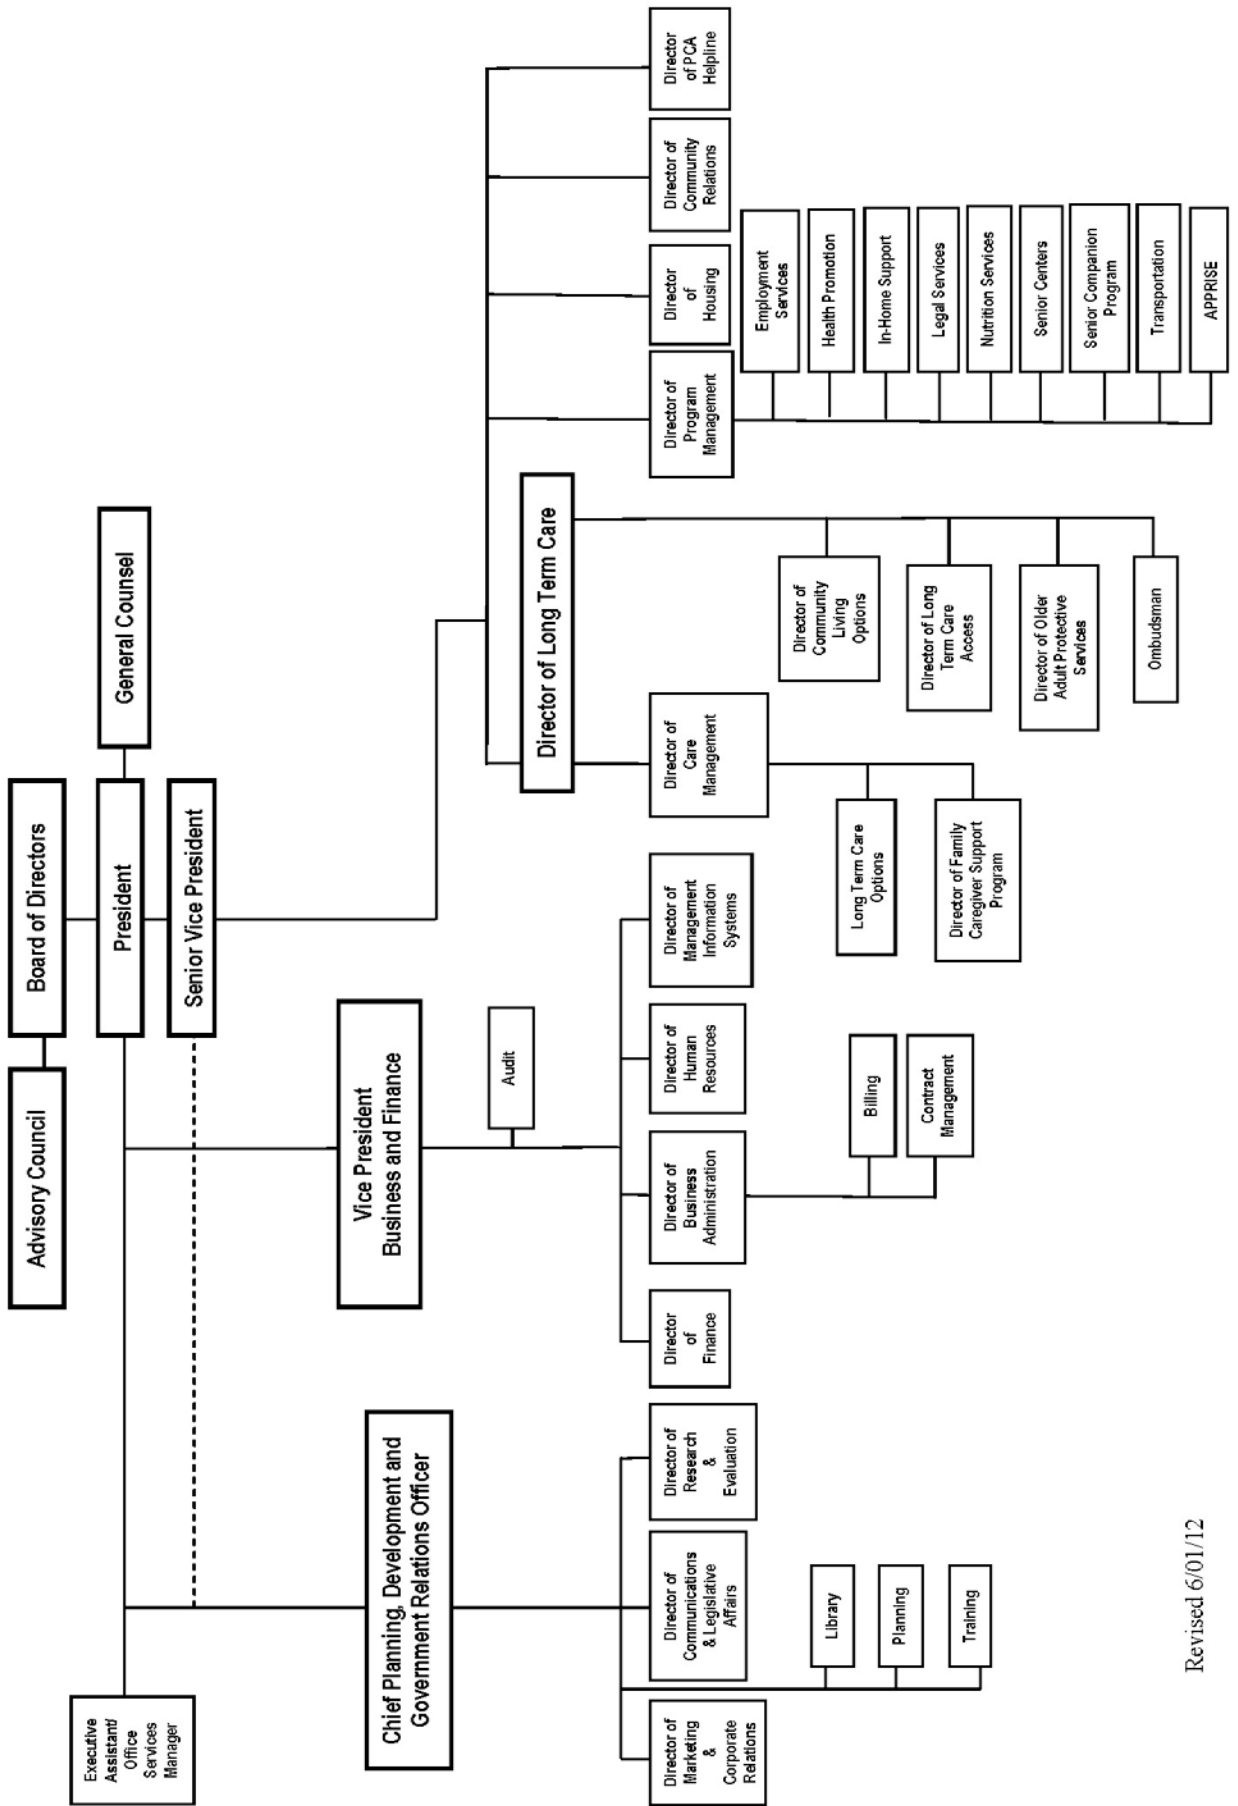 Advisory Council
Board of Directors
President
General Counsel
Senior Vice President
Executive
Assistant/
Office
Services
Manager
Chief Planning, Development and
Government Relations Officer
Vice President
Business and Finance
Audit
Director of Long Term Care
Director of
Marketing
&
Corporate
Relations
Director of
Communications
& Legislative
Affairs
Director of
Research
&
Evaluation
Library
Planning
Training
Director
of
Finance
Director of
Business
Administration
Director of
Human
Resources
Director of
Management
Information
Systems
Billing
Contract
Management
Director of
Care
Management
Long Term Care
Options
Director of Family
Caregiver Support
Program
Director of
Community
Living
Options
Director of Long
Term Care
Access
Director of Older
Adult Protective
Services
Ombudsman
Director of
Program
Management
Director
of
Housing
Director of
Community
Relations
Director
of PCA
Helpline
Employment
Services
Health Promotion
In-Home Support
Legal Services
Nutrition Services
Senior Centers
Senior Companion
Program
Transportation
APPRISE
Revised 6/01/12